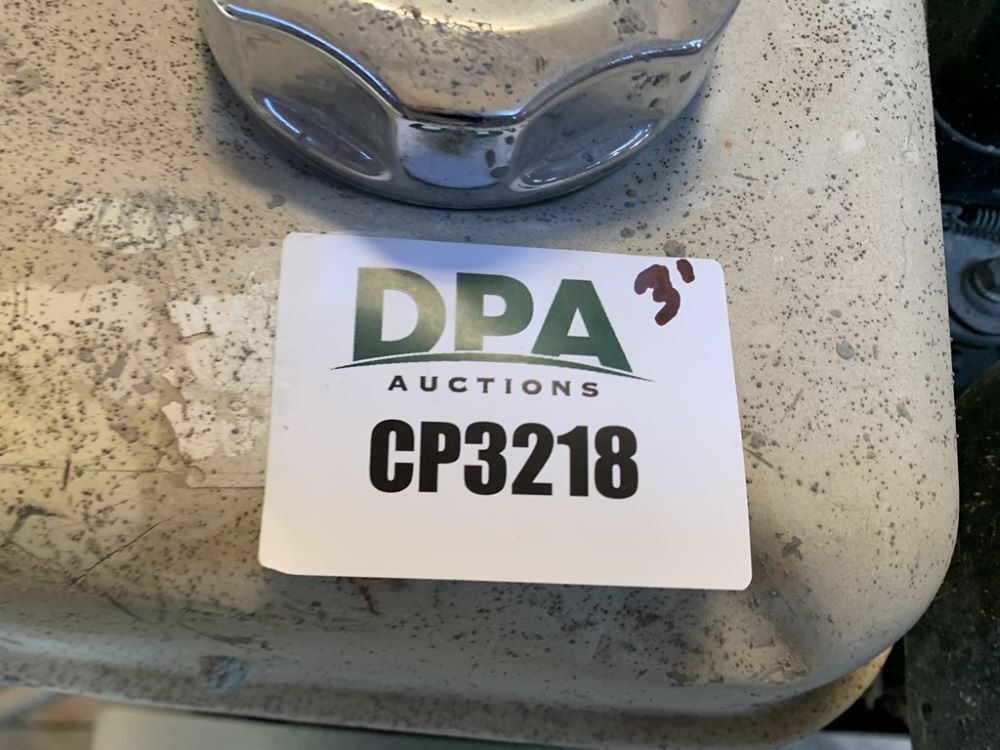 DPA 3'
AUCTIONS
CP3218